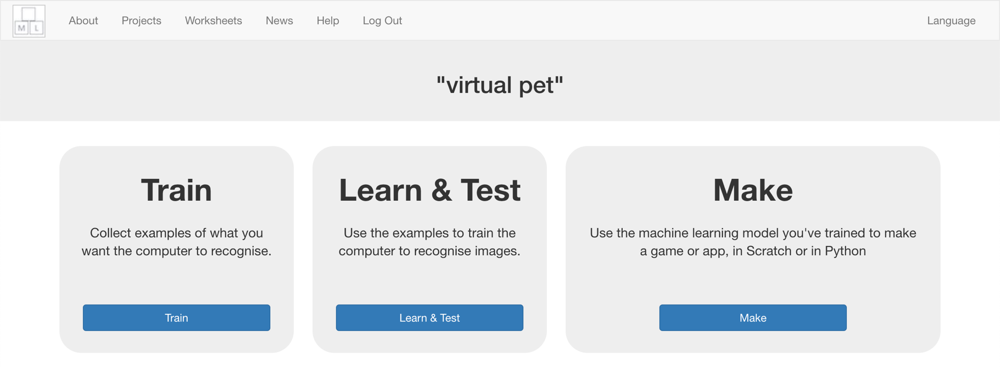 M L
About Projects Worksheets News Help Log Out Language
"virtual pet"
Train
Collect examples of what you
want the computer to recognise.
Train
Learn & Test
Use the examples to train the
computer to recognise images.
Learn & Test
Make
Use the machine learning model you've trained to make
a game or app, in Scratch or in Python
Make